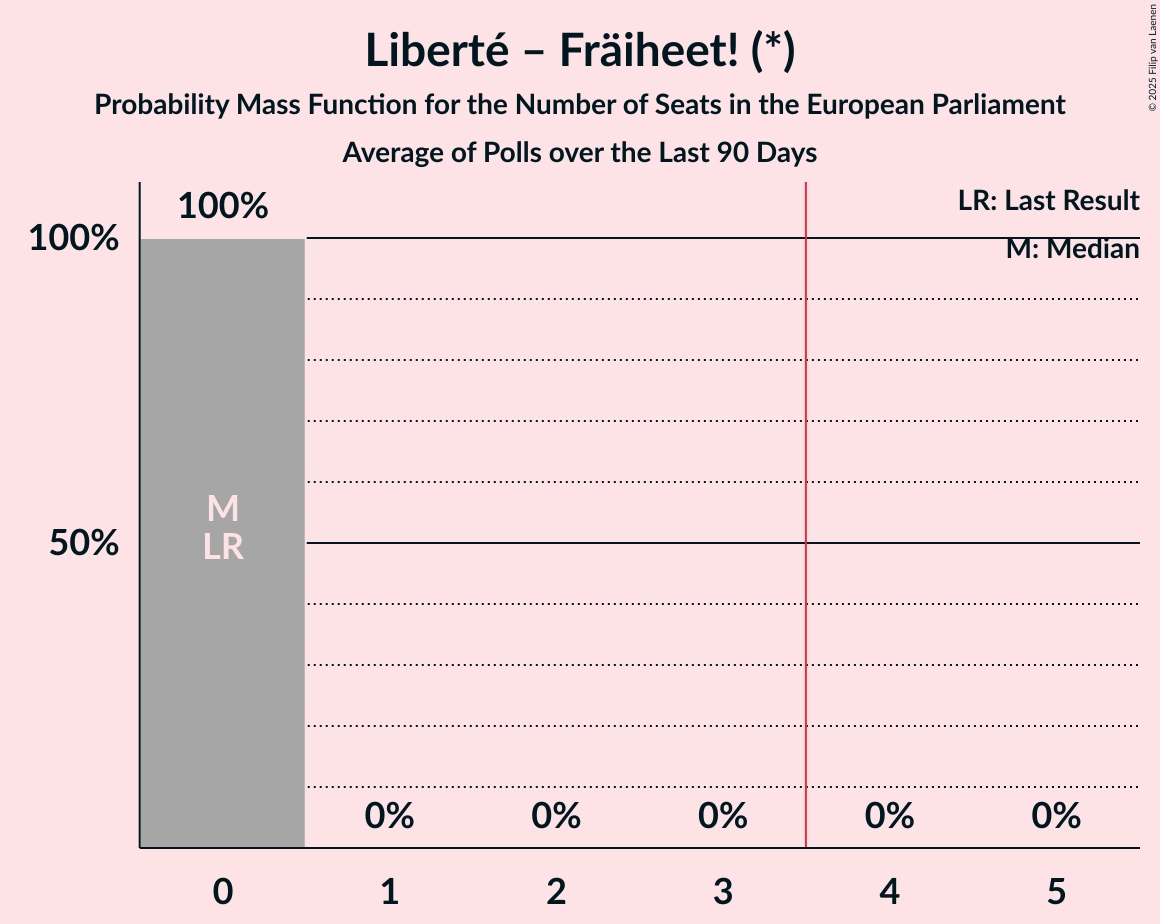 Liberté – Fräiheet! (*)
Probability Mass Function for the Number of Seats in the European Parliament
Average of Polls over the Last 90 Days
© 2025 Filip van Laenen
LR: Last Result
M: Median
100%
100%
50%
M
LR
0% 0% 0% 0% 0%
0 1 2 3 4 5